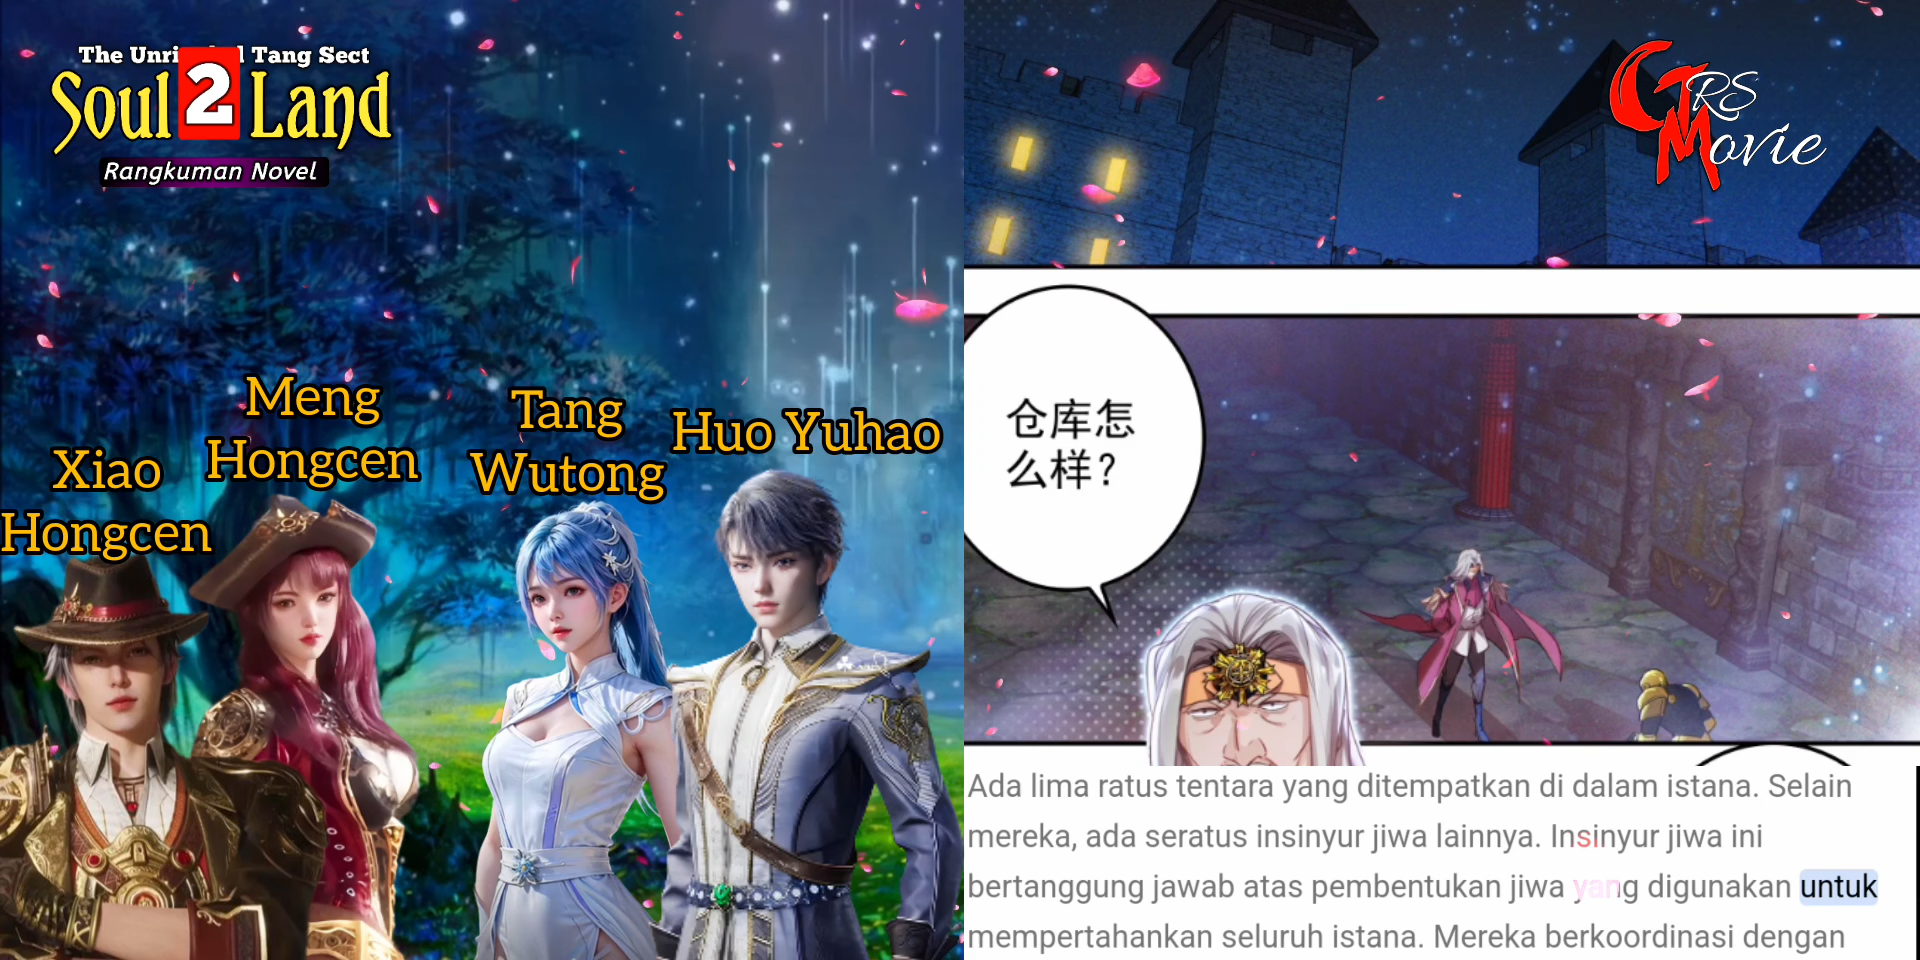 The Unri l Tang Sect
Soul 2 Land
Rangkuman Novel
Meng
Hongcen
Xiao
Hongcen
Tang
Wutong
Huo Yuhao
CTRS
Movie
仓库怎
么样？
Ada lima ratus tentara yang ditempatkan di dalam istana. Selain
mereka, ada seratus insinyur jiwa lainnya. Insinyur jiwa ini
bertanggung jawab atas pembentukan jiwa yang digunakan untuk
mempertahankan seluruh istana. Mereka berkoordinasi dengan